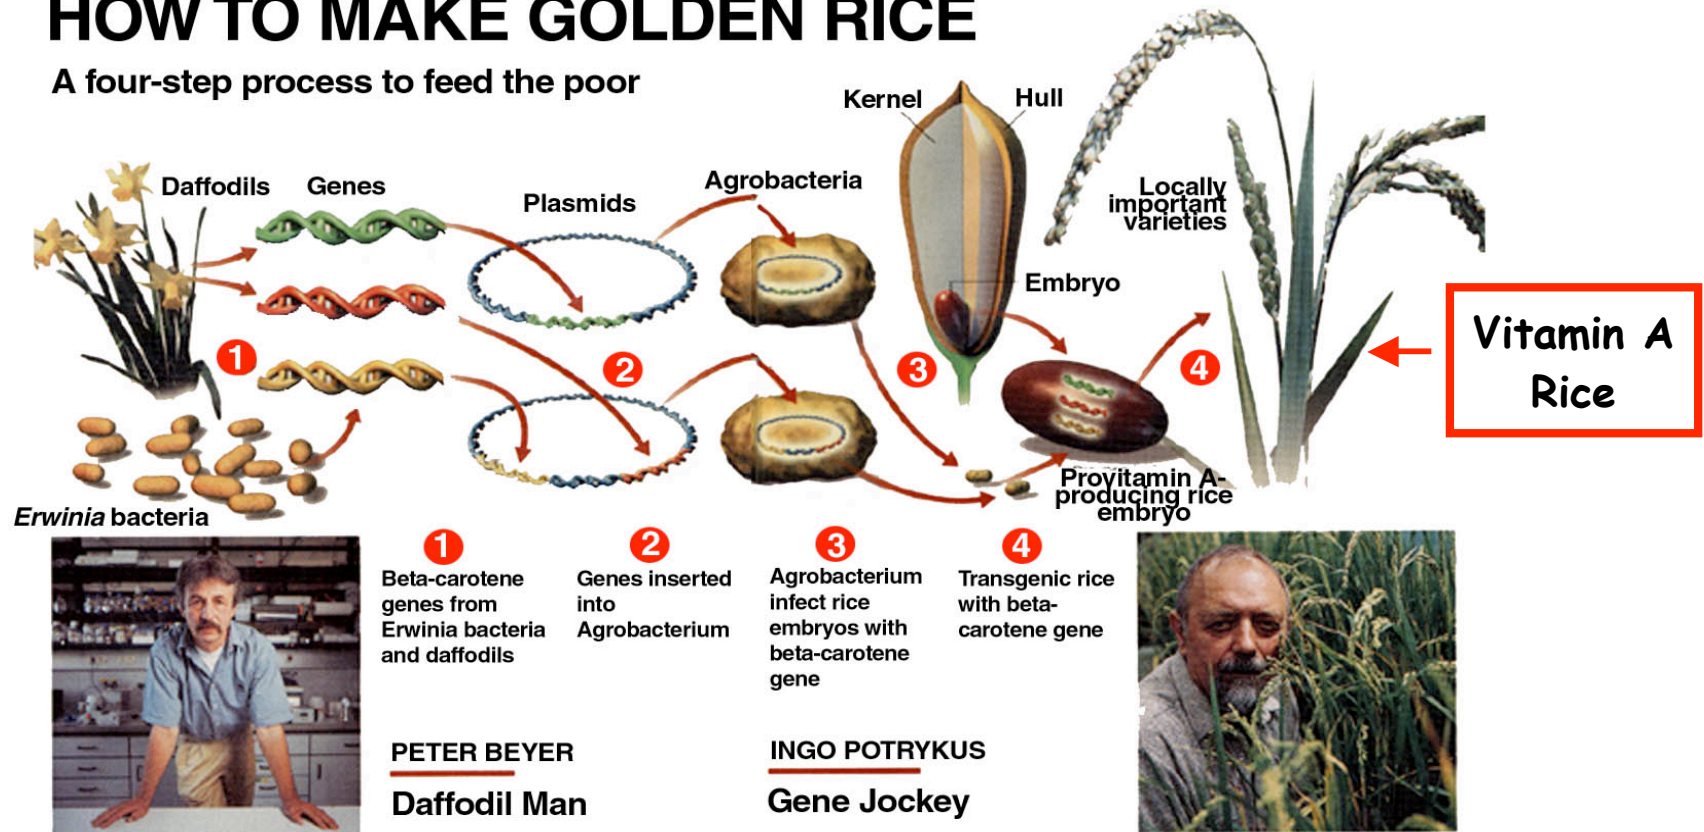 HOW TO MAKE GOLDEN RICE
A four-step process to feed the poor
Kernel
Hull
Daffodils
Genes
Plasmids
Agrobacteria
Locally
important
varieties
Embryo
Vitamin A
Rice
1
2
3
4
Provitamin A-
producing rice
embryo
Erwinia bacteria
1
Beta-carotene
genes from
Erwinia bacteria
and daffodils
2
Genes inserted
into
Agrobacterium
3
Agrobacterium
infect rice
embryos with
beta-carotene
gene
4
Transgenic rice
with beta-
carotene gene
PETER BEYER
Daffodil Man
INGO POTRYKUS
Gene Jockey